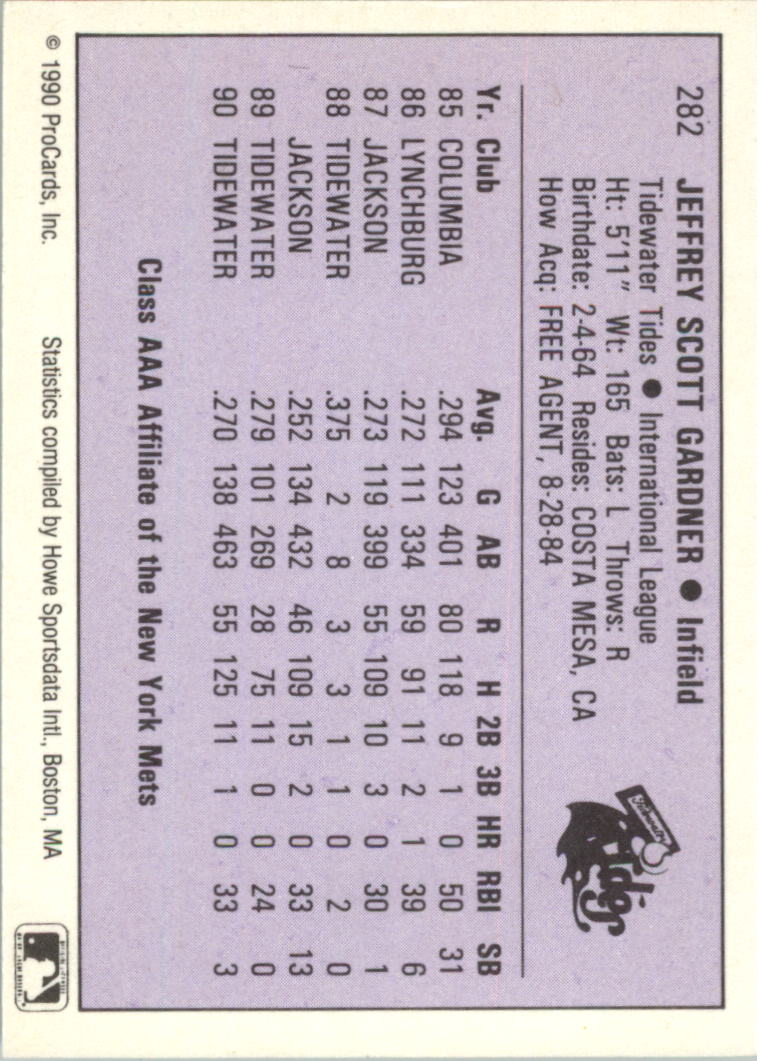 282 JEFFREY SCOTT GARDNER ● Infield
Tidewater Tides ● International League
Ht: 5'11" Wt: 165 Bats: L Throws: R
Birthdate: 2-4-64 Resides: COSTA MESA, CA
How Acq: FREE AGENT, 8-28-84
Tidewater
Tides
Yr. Club Avg. G AB R H 2B 3B HR RBI SB
85 COLUMBIA .294 123 401 80 118 9 1 0 50 31
86 LYNCHBURG .272 111 334 59 91 11 2 1 39 6
87 JACKSON .273 119 399 55 109 10 3 0 30 1
88 TIDEWATER .375 2 8 3 3 1 1 0 2 0
JACKSON .252 134 432 46 109 15 2 0 33 13
89 TIDEWATER .279 101 269 28 75 11 0 0 24 0
90 TIDEWATER .270 138 463 55 125 11 1 0 33 3
Class AAA Affiliate of the New York Mets
© 1990 ProCards, Inc. Statistics compiled by Howe Sportsdata Intl., Boston, MA